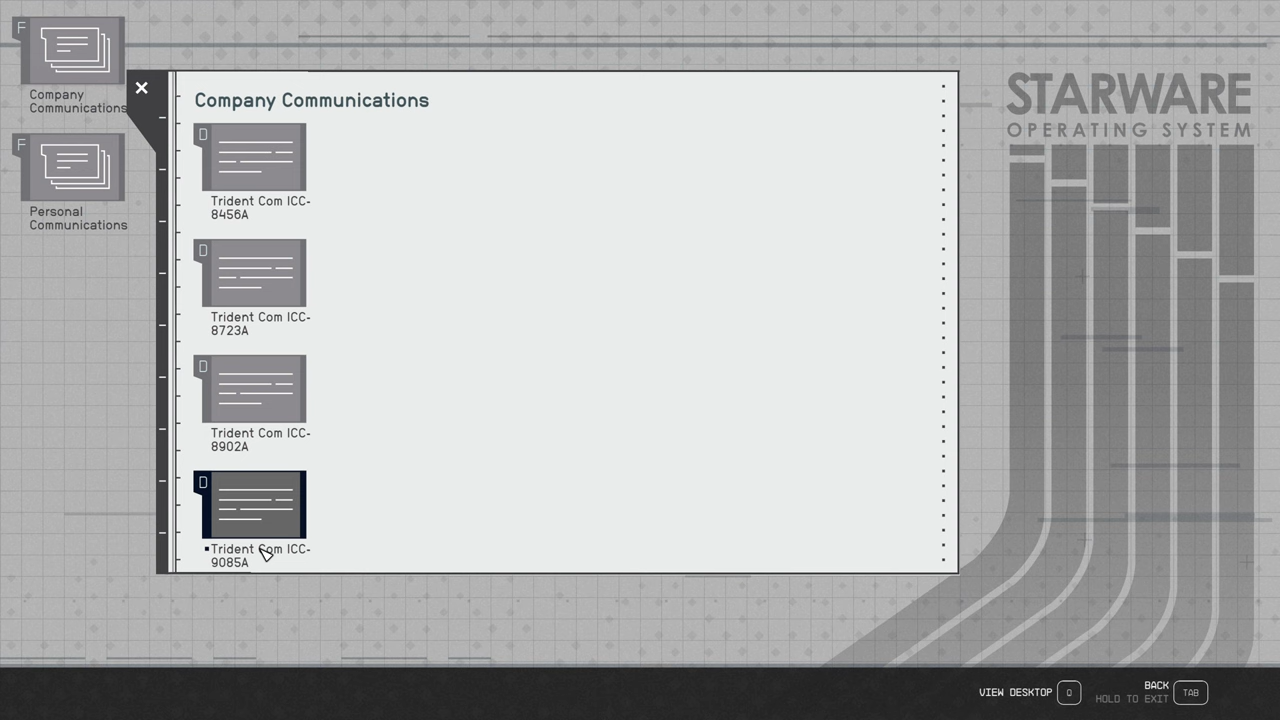 F
Company
Communications
F
Personal
Communications
Company Communications
D
Trident Com ICC-
8456A
D
Trident Com ICC-
8723A
D
Trident Com ICC-
8902A
D
Trident Com ICC-
9085A
STARWARE
OPERATING SYSTEM
VIEW DESKTOP Q
BACK
HOLD TO EXIT TAB